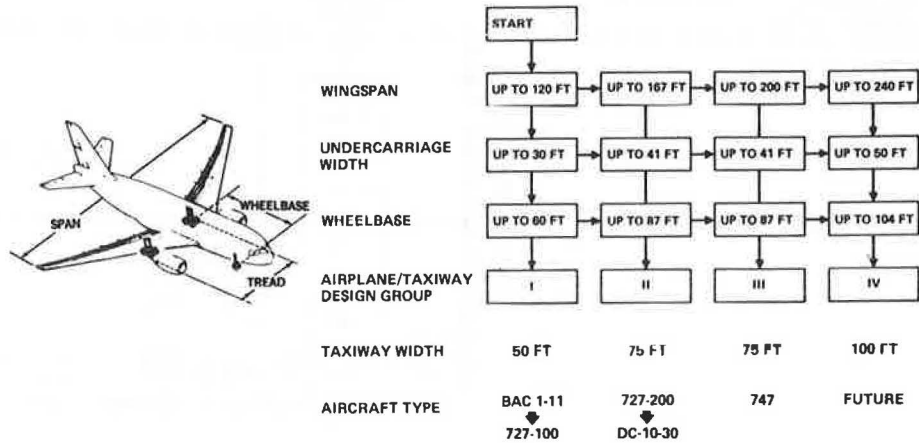 START
WINGSPAN UP TO 120 FT UP TO 167 FT UP TO 200 FT UP TO 240 FT
UNDERCARRIAGE
WIDTH UP TO 30 FT UP TO 41 FT UP TO 41 FT UP TO 50 FT
WHEELBASE UP TO 60 FT UP TO 87 FT UP TO 87 FT UP TO 104 FT
AIRPLANE/TAXIWAY
DESIGN GROUP I II III IV
TAXIWAY WIDTH 50 FT 75 FT 75 FT 100 FT
AIRCRAFT TYPE BAC 1-11 727-200 747 FUTURE
727-100 DC-10-30
SPAN
WHEELBASE
TREAD